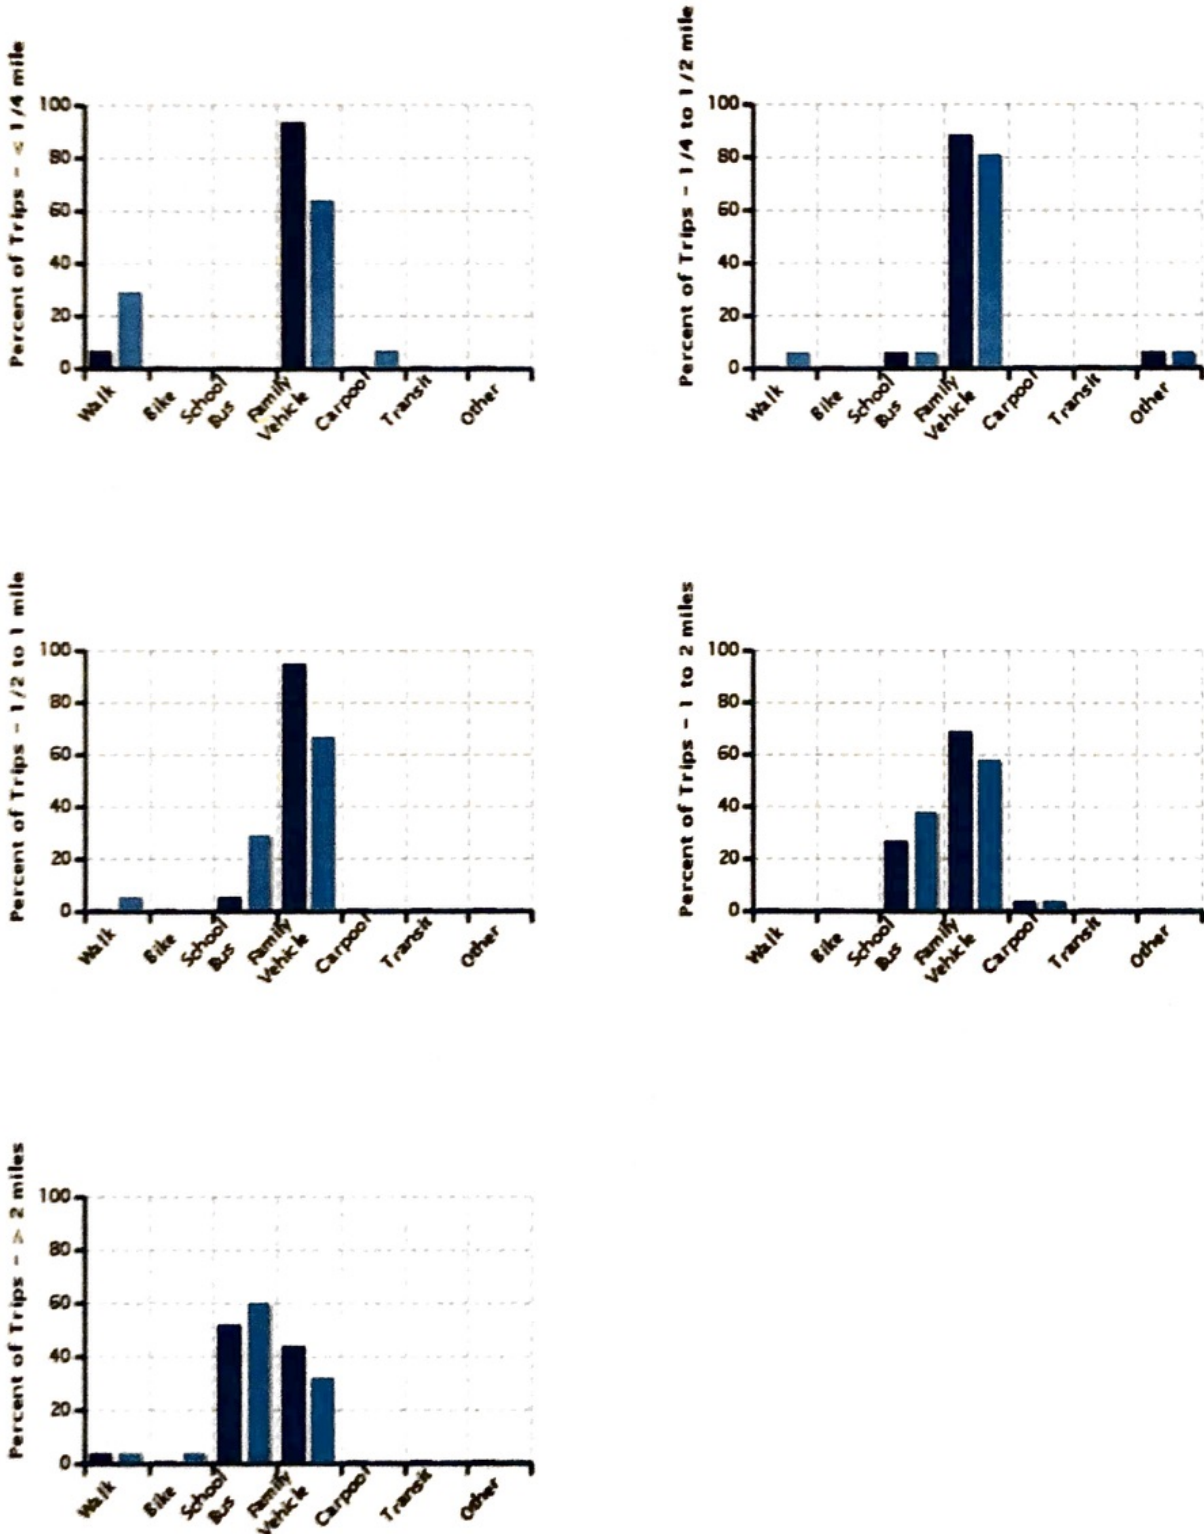 Percent of Trips - < 1/4 mile
100
80
60
40
20
0
Walk
Bike
School
Bus
Family
Vehicle
Carpool
Transit
Other
Percent of Trips - 1/4 to 1/2 mile
100
80
60
40
20
0
Walk
Bike
School
Bus
Family
Vehicle
Carpool
Transit
Other
Percent of Trips - 1/2 to 1 mile
100
80
60
40
20
0
Walk
Bike
School
Bus
Family
Vehicle
Carpool
Transit
Other
Percent of Trips - 1 to 2 miles
100
80
60
40
20
0
Walk
Bike
School
Bus
Family
Vehicle
Carpool
Transit
Other
Percent of Trips - > 2 miles
100
80
60
40
20
0
Walk
Bike
School
Bus
Family
Vehicle
Carpool
Transit
Other